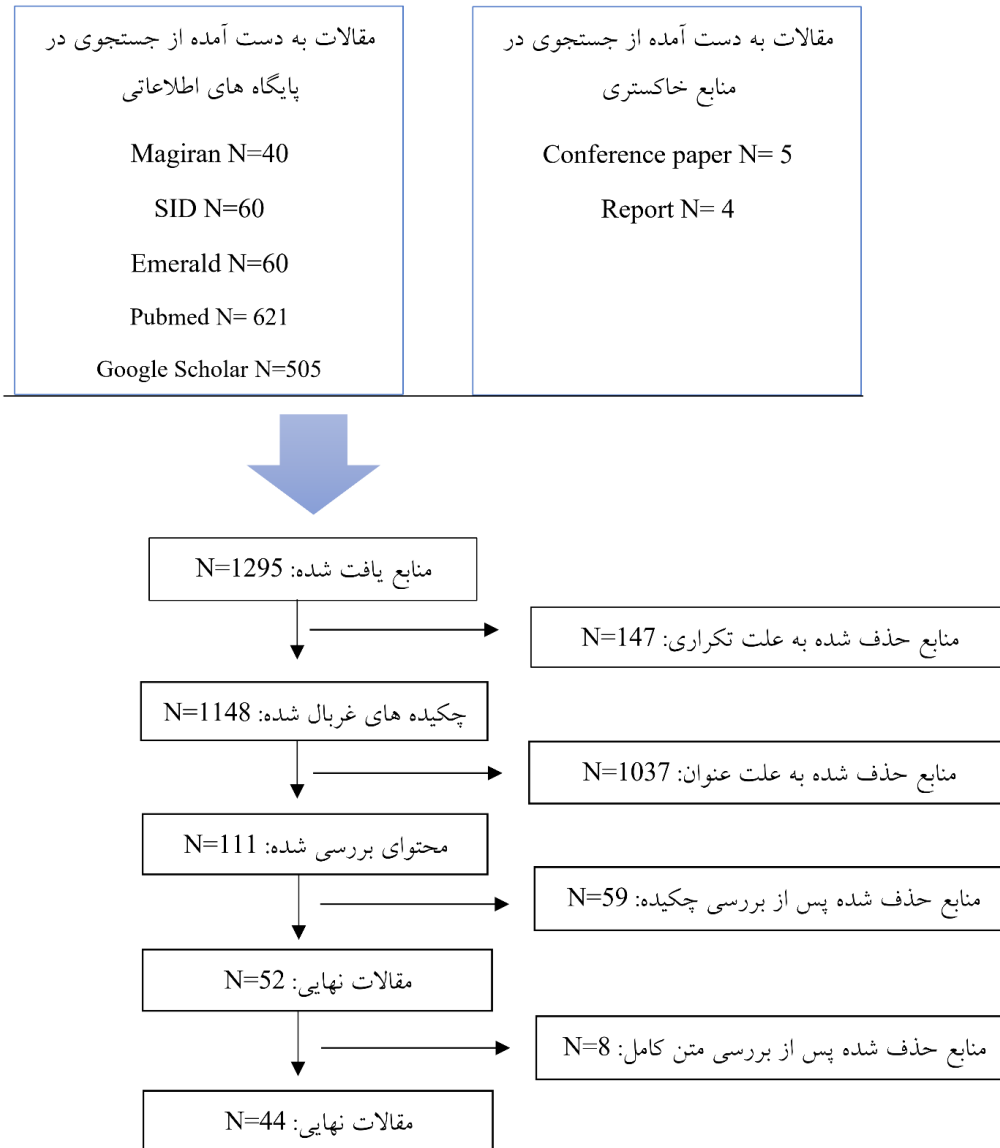 مقالات به دست آمده از جستجوی در
منابع خاکستری
Conference paper N= 5
Report N= 4
مقالات به دست آمده از جستجوی در
پایگاه های اطلاعاتی
Magiran N=40
SID N=60
Emerald N=60
Pubmed N= 621
Google Scholar N=505
منابع یافت شده: N=1295
منابع حذف شده به علت تکراری: N=147
چکیده های غربال شده: N=1148
منابع حذف شده به علت عنوان: N=1037
محتوای بررسی شده: N=111
منابع حذف شده پس از بررسی چکیده: N=59
مقالات نهایی: N=52
منابع حذف شده پس از بررسی متن کامل: N=8
مقالات نهایی: N=44